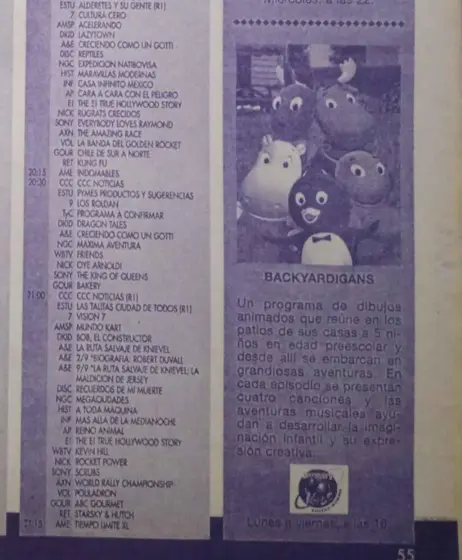 ESTU ALDERETES Y SU GENTE (R1)
7 CULTURA CERO
AMSP ACELERANDO
DKID LAZYTOWN
A&E CRECIENDO COMO UN GOTTI
DISC REPTILES
NGC EXPEDICION NATIBOVISA
HIST MARAVILLAS MODERNAS
INF CASA INFINITO MEXICO
AP CARA A CARA CON EL PELIGRO
E! THE E! TRUE HOLLYWOOD STORY
NICK RUGRATS CRECIDOS
SONY EVERYBODY LOVES RAYMOND
AXN THE AMAZING RACE
VOL LA BANDA DEL GOLDEN ROCKET
GOUR CHILE DE SUR A NORTE
RET KUNG FU
20:15 AME INDOMABLES
20:30 CCC CCC NOTICIAS
ESTU PYMES PRODUCTOS Y SUGERENCIAS
9 LOS ROLDAN
TyC PROGRAMA A CONFIRMAR
DKID DRAGON TALES
A&E CRECIENDO COMO UN GOTTI
NGC MAXIMA AVENTURA
WBTV FRIENDS
NICK OYE ARNOLD!
SONY THE KING OF QUEENS
GOUR BAKERY
21:00 CCC CCC NOTICIAS (R1)
ESTU LAS TALITAS CIUDAD DE TODOS (R1)
7 VISION 7
AMSP MUNDO KART
DKID BOB, EL CONSTRUCTOR
A&E LA RUTA SALVAJE DE KNIEVEL
A&E 2/9 "BIOGRAFIA: ROBERT DUVALL
A&E 9/9 "LA RUTA SALVAJE DE KNIEVEL: LA
MALDICION DE JERSEY
DISC RECUERDOS DE MI MUERTE
NGC MEGACIUDADES
HIST A TODA MAQUINA
INF MAS ALLA DE LA MEDIANOCHE
AP REINO ANIMAL
E! THE E! TRUE HOLLYWOOD STORY
WBTV KEVIN HILL
NICK ROCKET POWER
SONY SCRUBS
AXN WORLD RALLY CHAMPIONSHIP
VOL POLIJADRON
GOUR ABC GOURMET
RET STARSKY & HUTCH
21:15 AME TIEMPO LIMITE XL
Miércoles, a las 22.
BACKYARDIGANS
Un programa de dibujos
animados que reúne en los
patios de sus casas a 5 ni-
ños en edad preescolar y
desde allí se embarcan en
grandiosas aventuras. En
cada episodio se presentan
cuatro canciones y las
aventuras musicales ayu-
dan a desarrollar la imagi-
nación infantil y su expre-
sión creativa.
Lunes a viernes, a las 10.
55